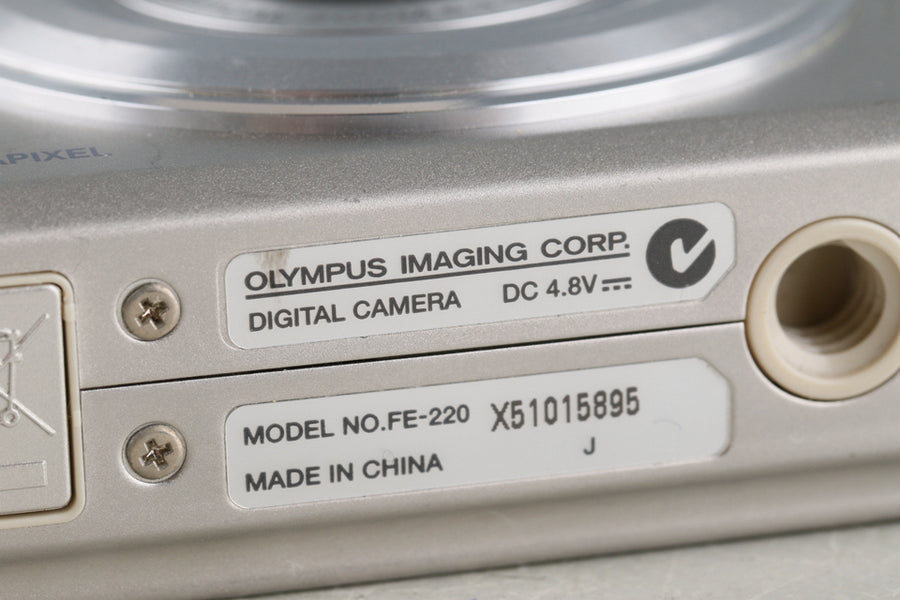 APIXEL
OLYMPUS IMAGING CORP.
DIGITAL CAMERA DC 4.8V
MODEL NO.FE-220 X51015895
MADE IN CHINA J